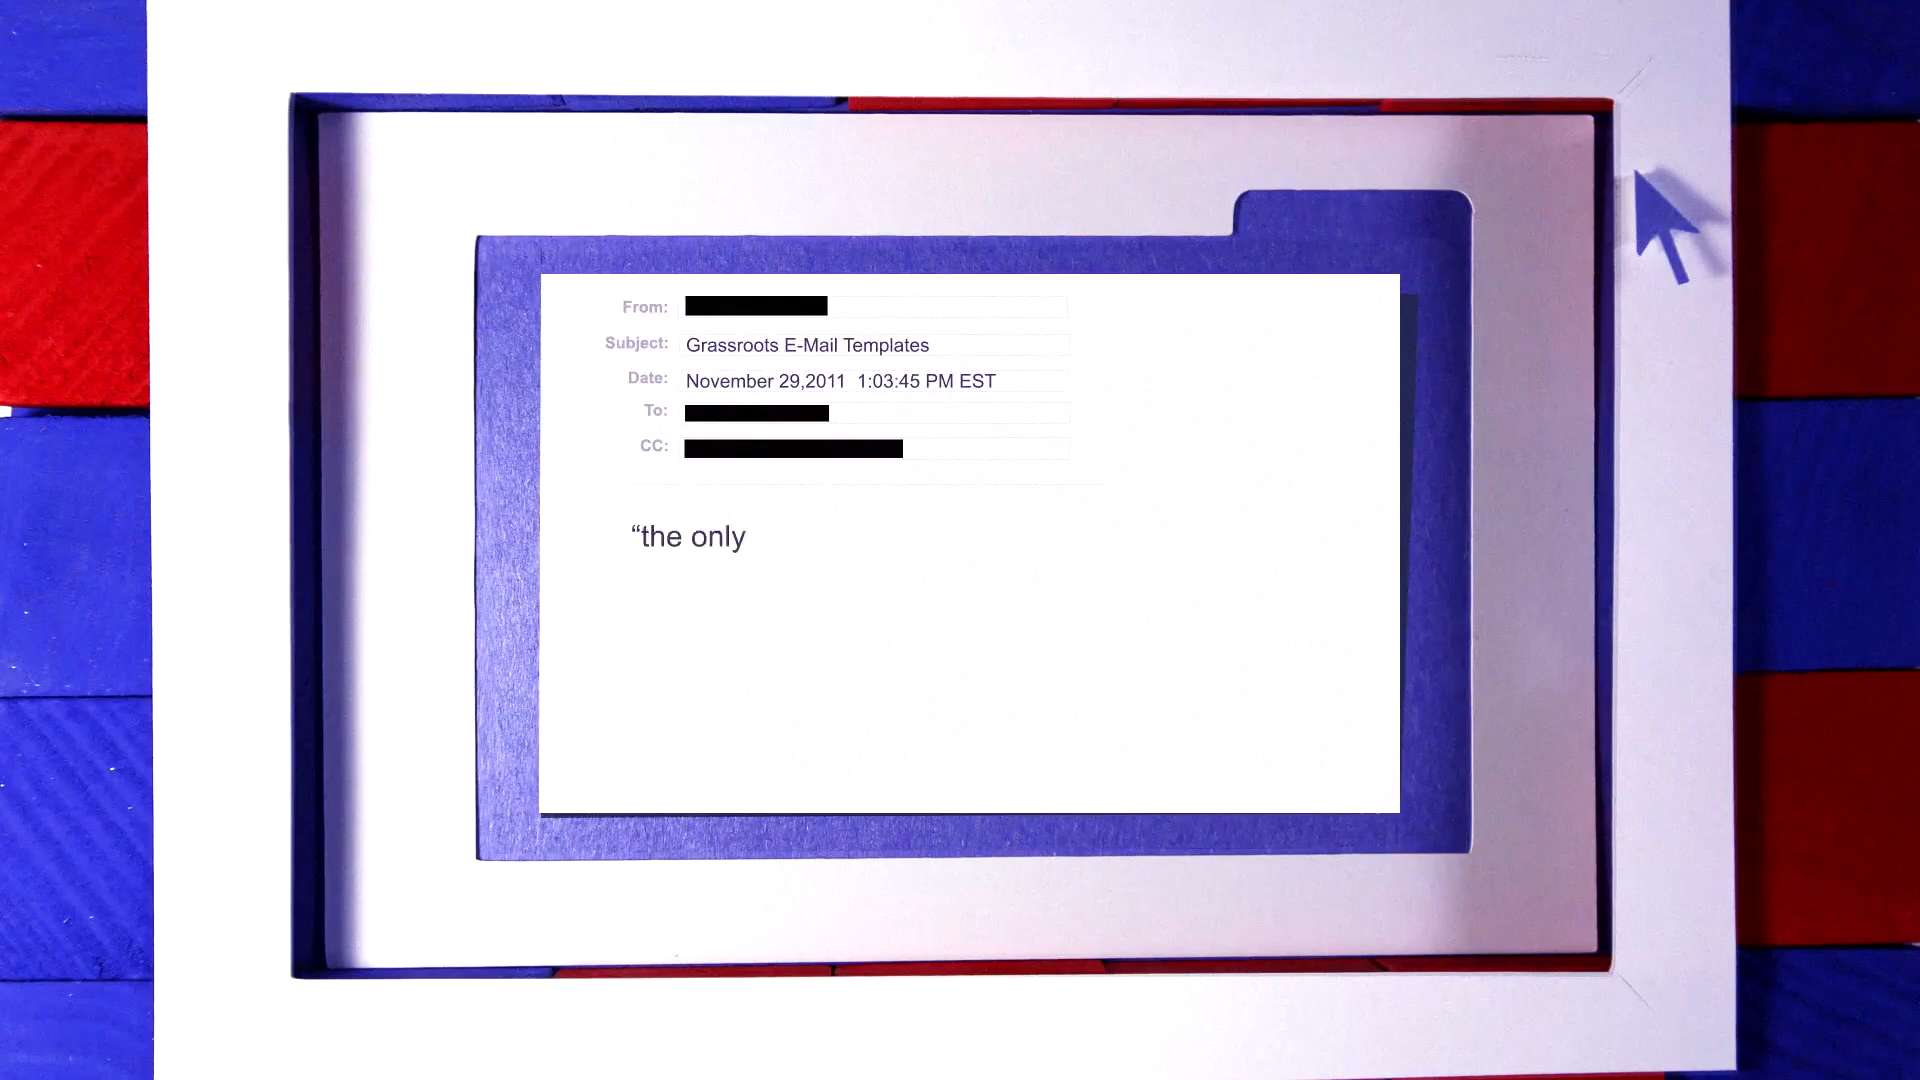 From:
Subject: Grassroots E-Mail Templates
Date: November 29,2011  1:03:45 PM EST
To:
CC:
“the only